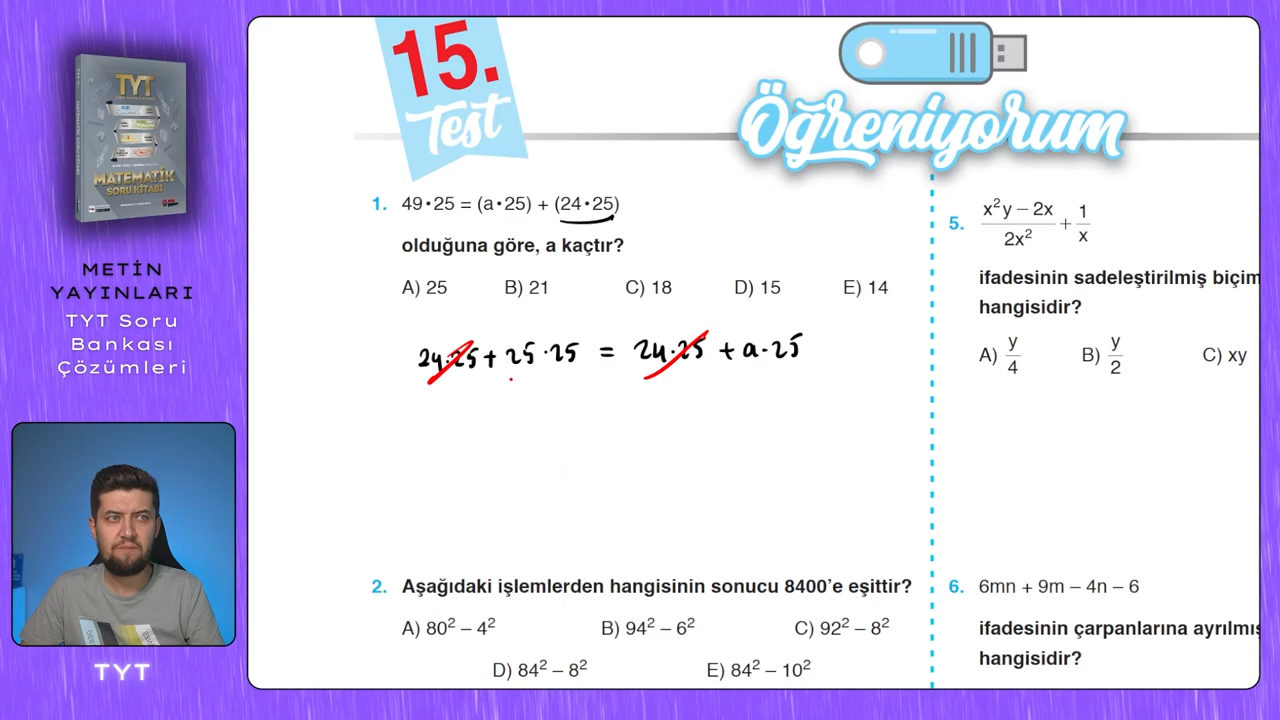 TYT
MATEMATİK
SORU KİTABI
METİN
YAYINLARI
TYT Soru
Bankası
Çözümleri
TYT
15.
Test
Öğreniyorum
1. 49•25 = (a•25) + (24•25)
olduğuna göre, a kaçtır?
A) 25 B) 21 C) 18 D) 15 E) 14
24·25 + 25·25 = 24·25 + a·25
2. Aşağıdaki işlemlerden hangisinin sonucu 8400'e eşittir?
A) 80² – 4² B) 94² – 6² C) 92² – 8²
D) 84² – 8² E) 84² – 10²
5. x²y – 2x / 2x² + 1 / x
ifadesinin sadeleştirilmiş biçim
hangisidir?
A) y/4 B) y/2 C) xy
6. 6mn + 9m – 4n – 6
ifadesinin çarpanlarına ayrılmış
hangisidir?